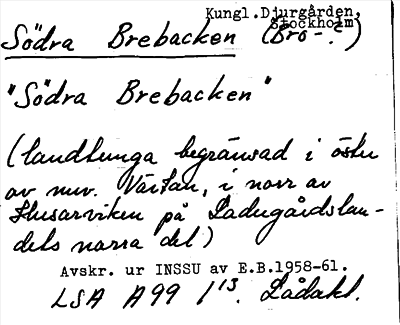 Kungl.Djurgården,
Stockholm
Södra Brebacken (Bro-?)
"Södra Brebacken"
(landtunga begränsad i öster
av nuv. Värtan, i norr av
Husarviken på Ladugårdslan-
dets norra del)
Avskr. ur INSSU av E.B.1958-61.
LSA A99 1/13. Lådakt.